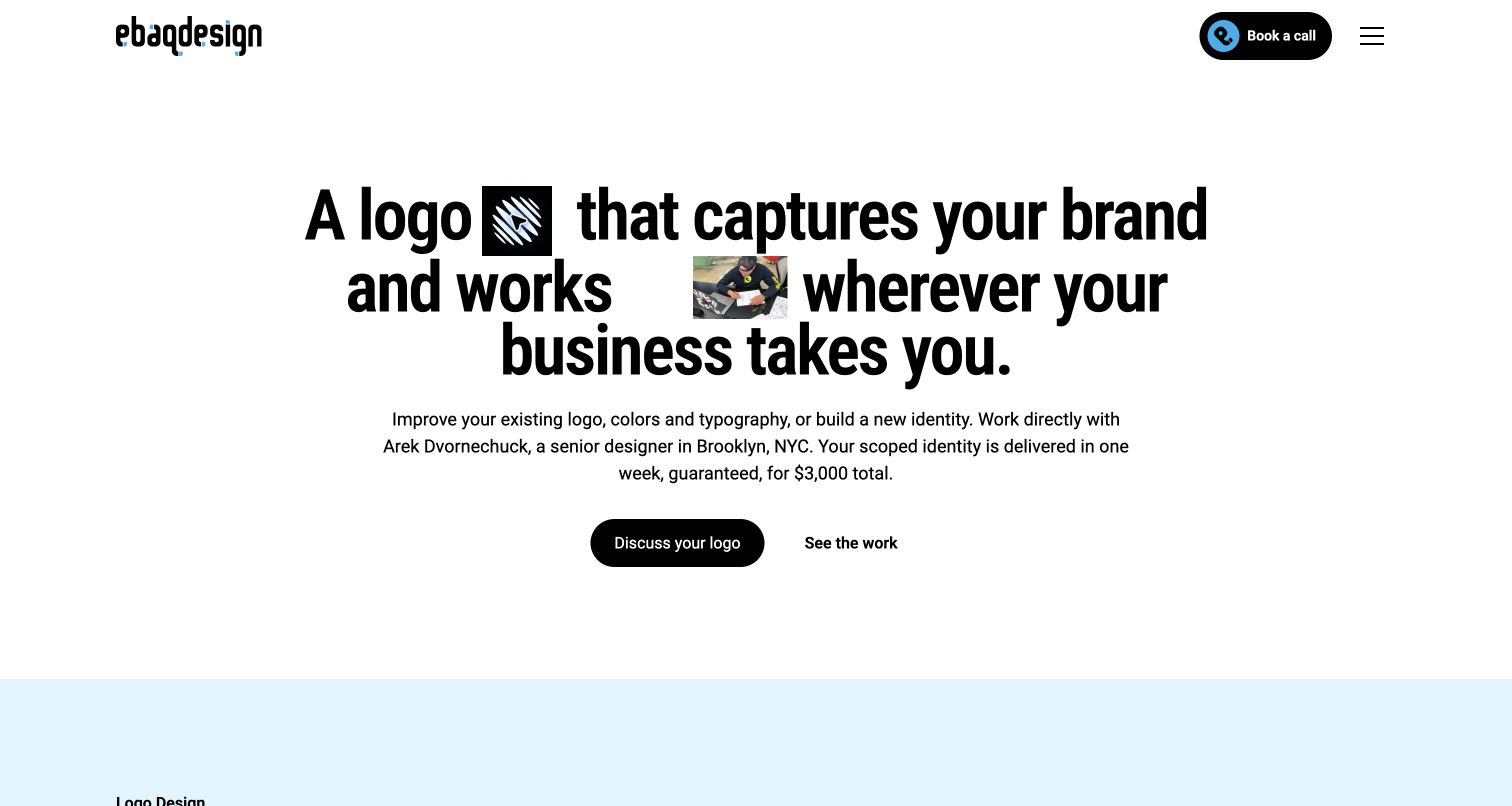 ebaqdesign
Book a call
A logo that captures your brand
and works wherever your
business takes you.
Improve your existing logo, colors and typography, or build a new identity. Work directly with
Arek Dvornechuck, a senior designer in Brooklyn, NYC. Your scoped identity is delivered in one
week, guaranteed, for $3,000 total.
Discuss your logo
See the work
Logo Design